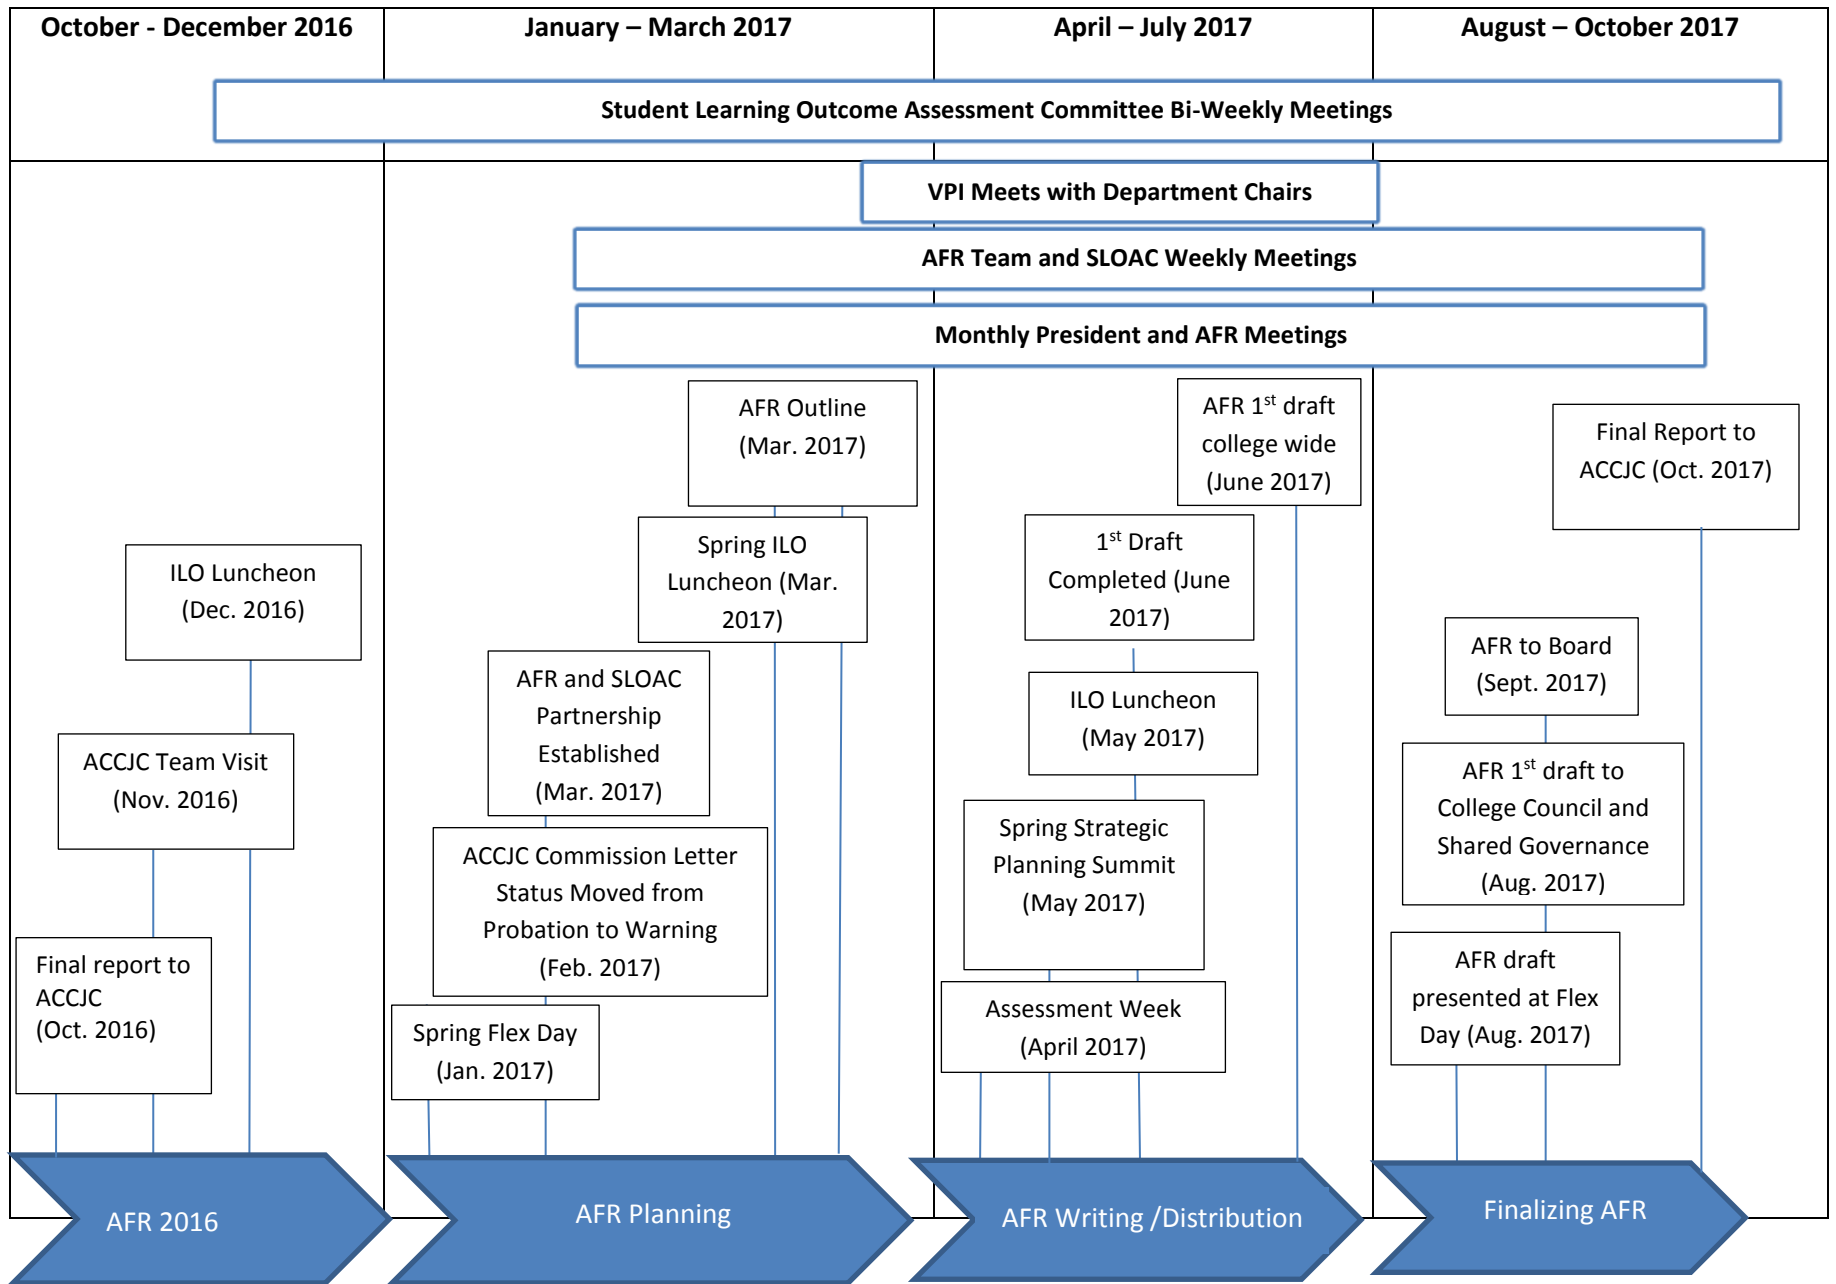 October - December 2016
January – March 2017
April – July 2017
August – October 2017
Student Learning Outcome Assessment Committee Bi-Weekly Meetings
VPI Meets with Department Chairs
AFR Team and SLOAC Weekly Meetings
Monthly President and AFR Meetings
ILO Luncheon
(Dec. 2016)
ACCJC Team Visit
(Nov. 2016)
Final report to
ACCJC
(Oct. 2016)
AFR Outline
(Mar. 2017)
Spring ILO
Luncheon (Mar.
2017)
AFR and SLOAC
Partnership
Established
(Mar. 2017)
ACCJC Commission Letter
Status Moved from
Probation to Warning
(Feb. 2017)
Spring Flex Day
(Jan. 2017)
AFR 1st draft
college wide
(June 2017)
1st Draft
Completed (June
2017)
ILO Luncheon
(May 2017)
Spring Strategic
Planning Summit
(May 2017)
Assessment Week
(April 2017)
Final Report to
ACCJC (Oct. 2017)
AFR to Board
(Sept. 2017)
AFR 1st draft to
College Council and
Shared Governance
(Aug. 2017)
AFR draft
presented at Flex
Day (Aug. 2017)
AFR 2016
AFR Planning
AFR Writing /Distribution
Finalizing AFR